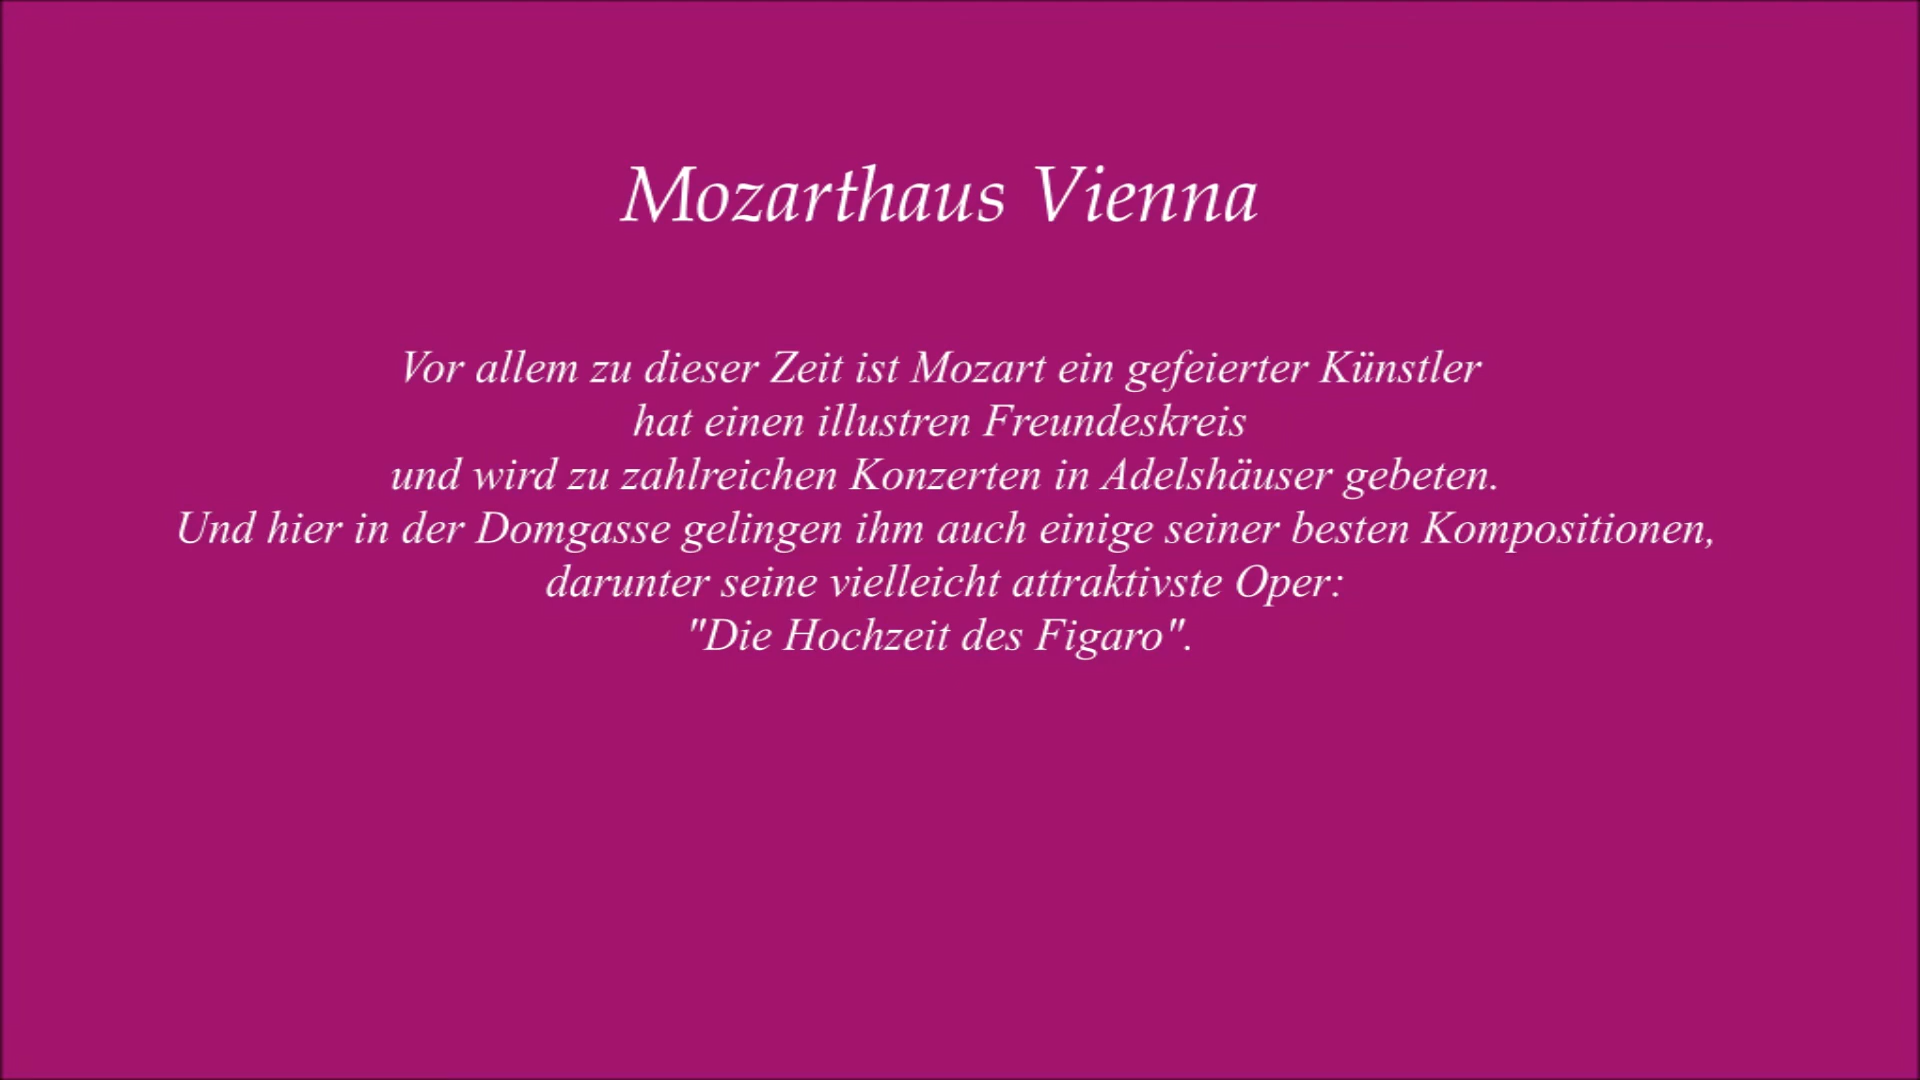 Mozarthaus Vienna
Vor allem zu dieser Zeit ist Mozart ein gefeierter Künstler
hat einen illustren Freundeskreis
und wird zu zahlreichen Konzerten in Adelshäuser gebeten.
Und hier in der Domgasse gelingen ihm auch einige seiner besten Kompositionen,
darunter seine vielleicht attraktivste Oper:
"Die Hochzeit des Figaro".